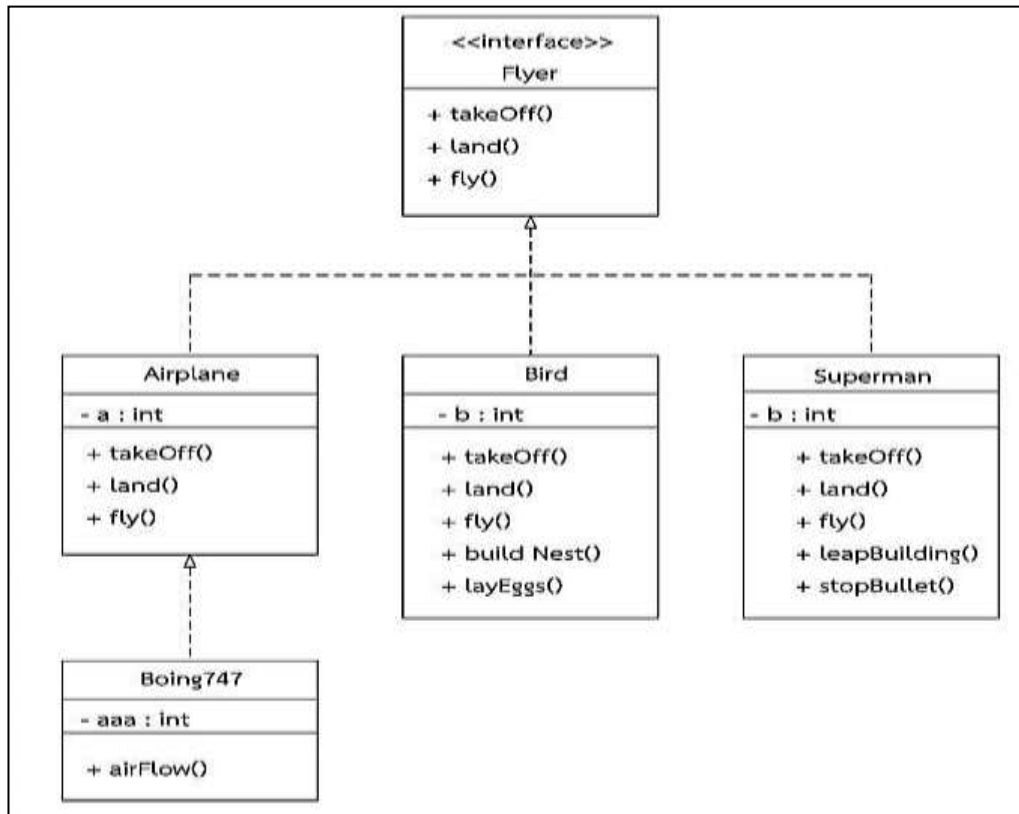 <<interface>>
Flyer
+ takeOff()
+ land()
+ fly()
Airplane
- a : int
+ takeOff()
+ land()
+ fly()
Bird
- b : int
+ takeOff()
+ land()
+ fly()
+ build Nest()
+ layEggs()
Superman
- b : int
+ takeOff()
+ land()
+ fly()
+ leapBuilding()
+ stopBullet()
Boing747
- aaa : int
+ airFlow()